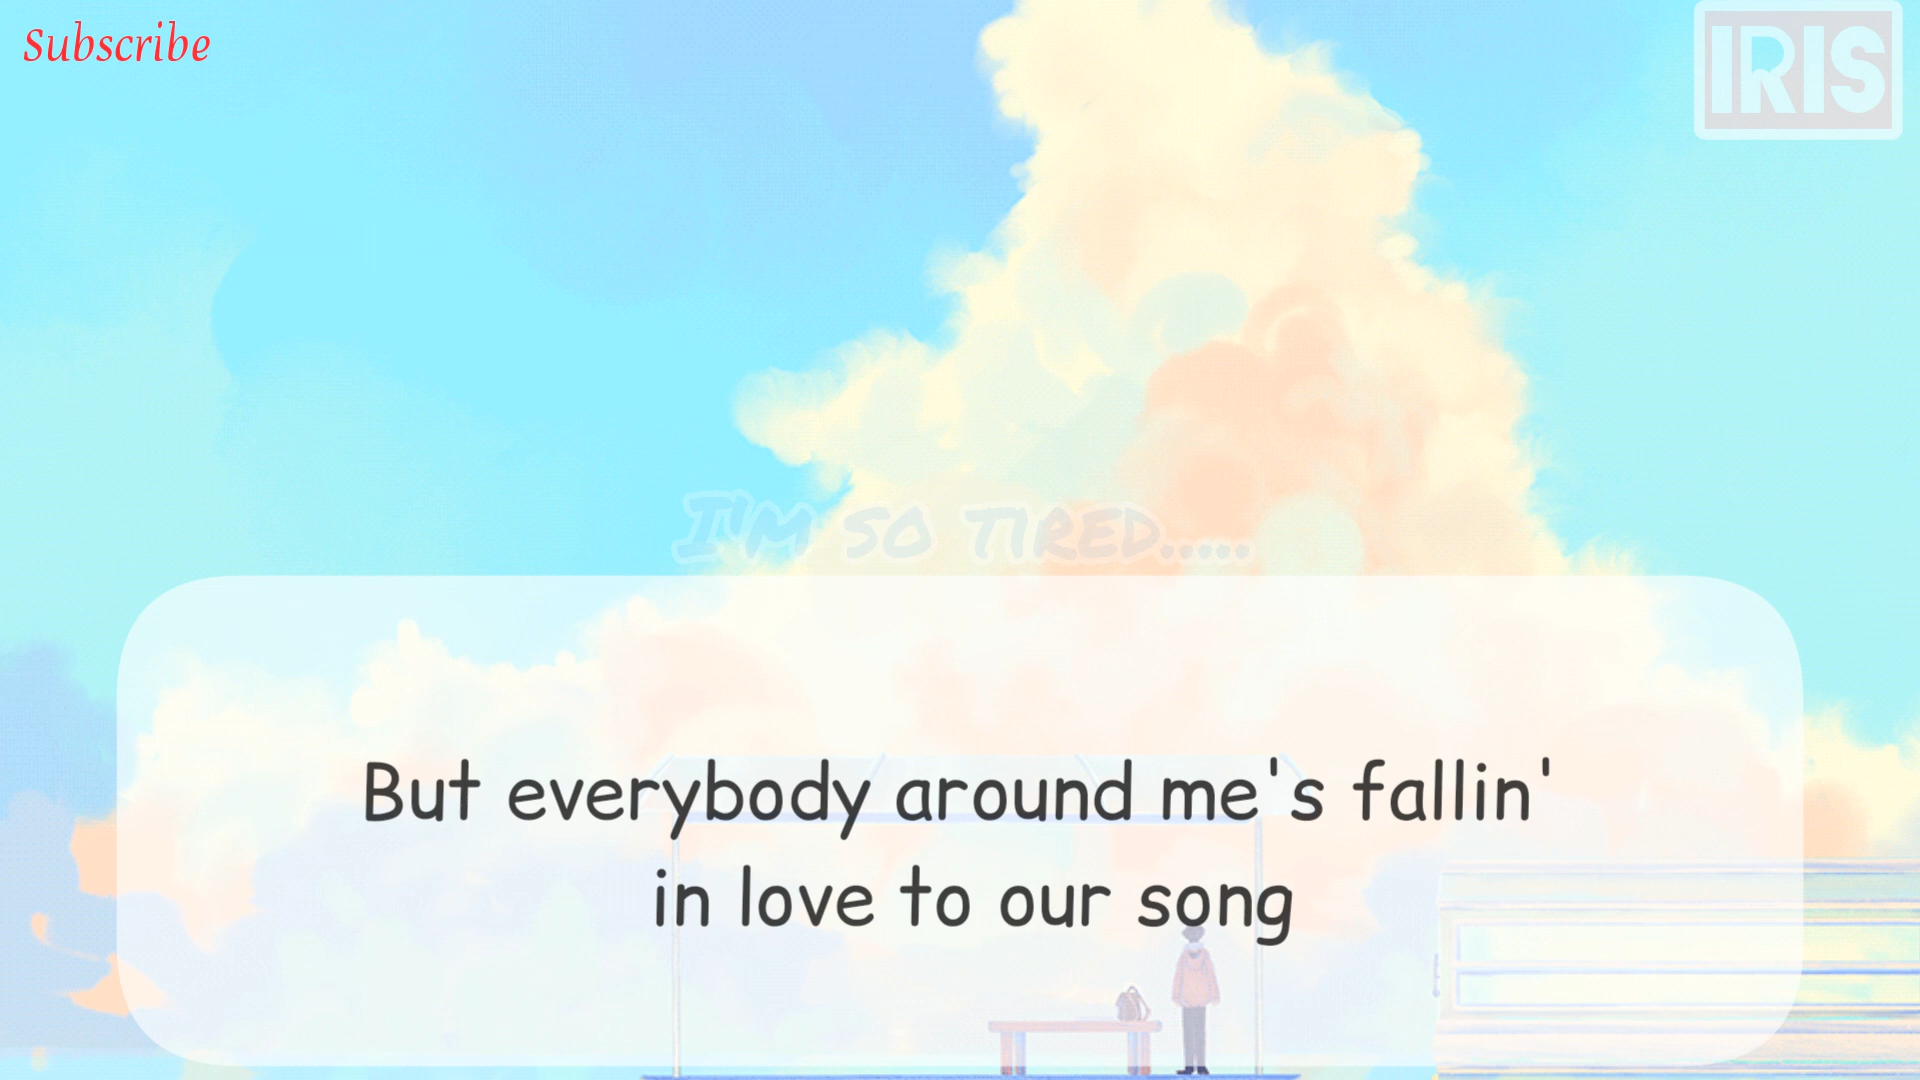 Subscribe
IRIS
I'M SO TIRED.....
But everybody around me's fallin'
in love to our song